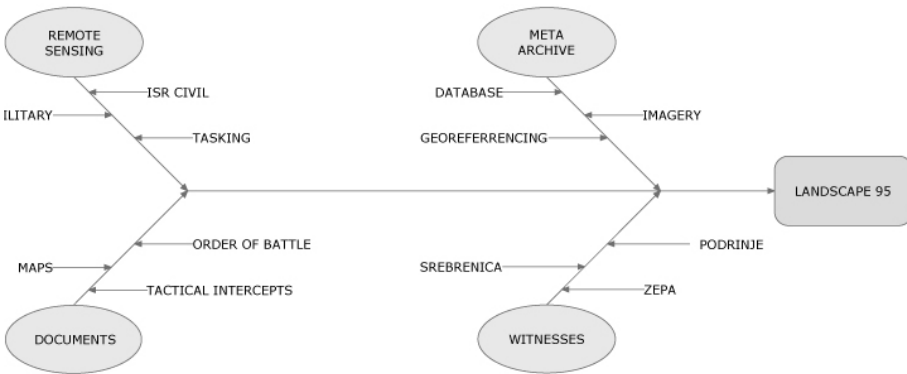 REMOTE
SENSING
META
ARCHIVE
ISR CIVIL
DATABASE
ILITARY
IMAGERY
TASKING
GEOREFERRENCING
LANDSCAPE 95
ORDER OF BATTLE
PODRINJE
MAPS
SREBRENICA
TACTICAL INTERCEPTS
ZEPA
DOCUMENTS
WITNESSES